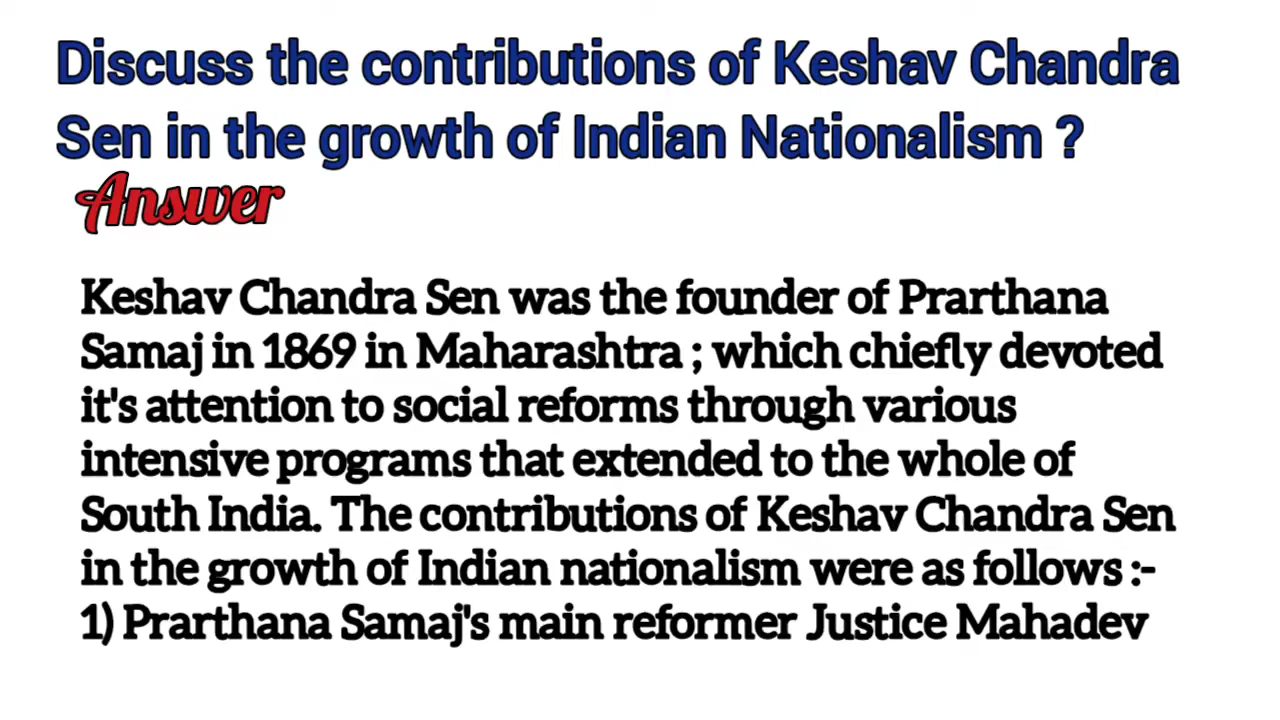 Discuss the contributions of Keshav Chandra
Sen in the growth of Indian Nationalism ?
Answer
Keshav Chandra Sen was the founder of Prarthana
Samaj in 1869 in Maharashtra ; which chiefly devoted
it's attention to social reforms through various
intensive programs that extended to the whole of
South India. The contributions of Keshav Chandra Sen
in the growth of Indian nationalism were as follows :-
1) Prarthana Samaj's main reformer Justice Mahadev